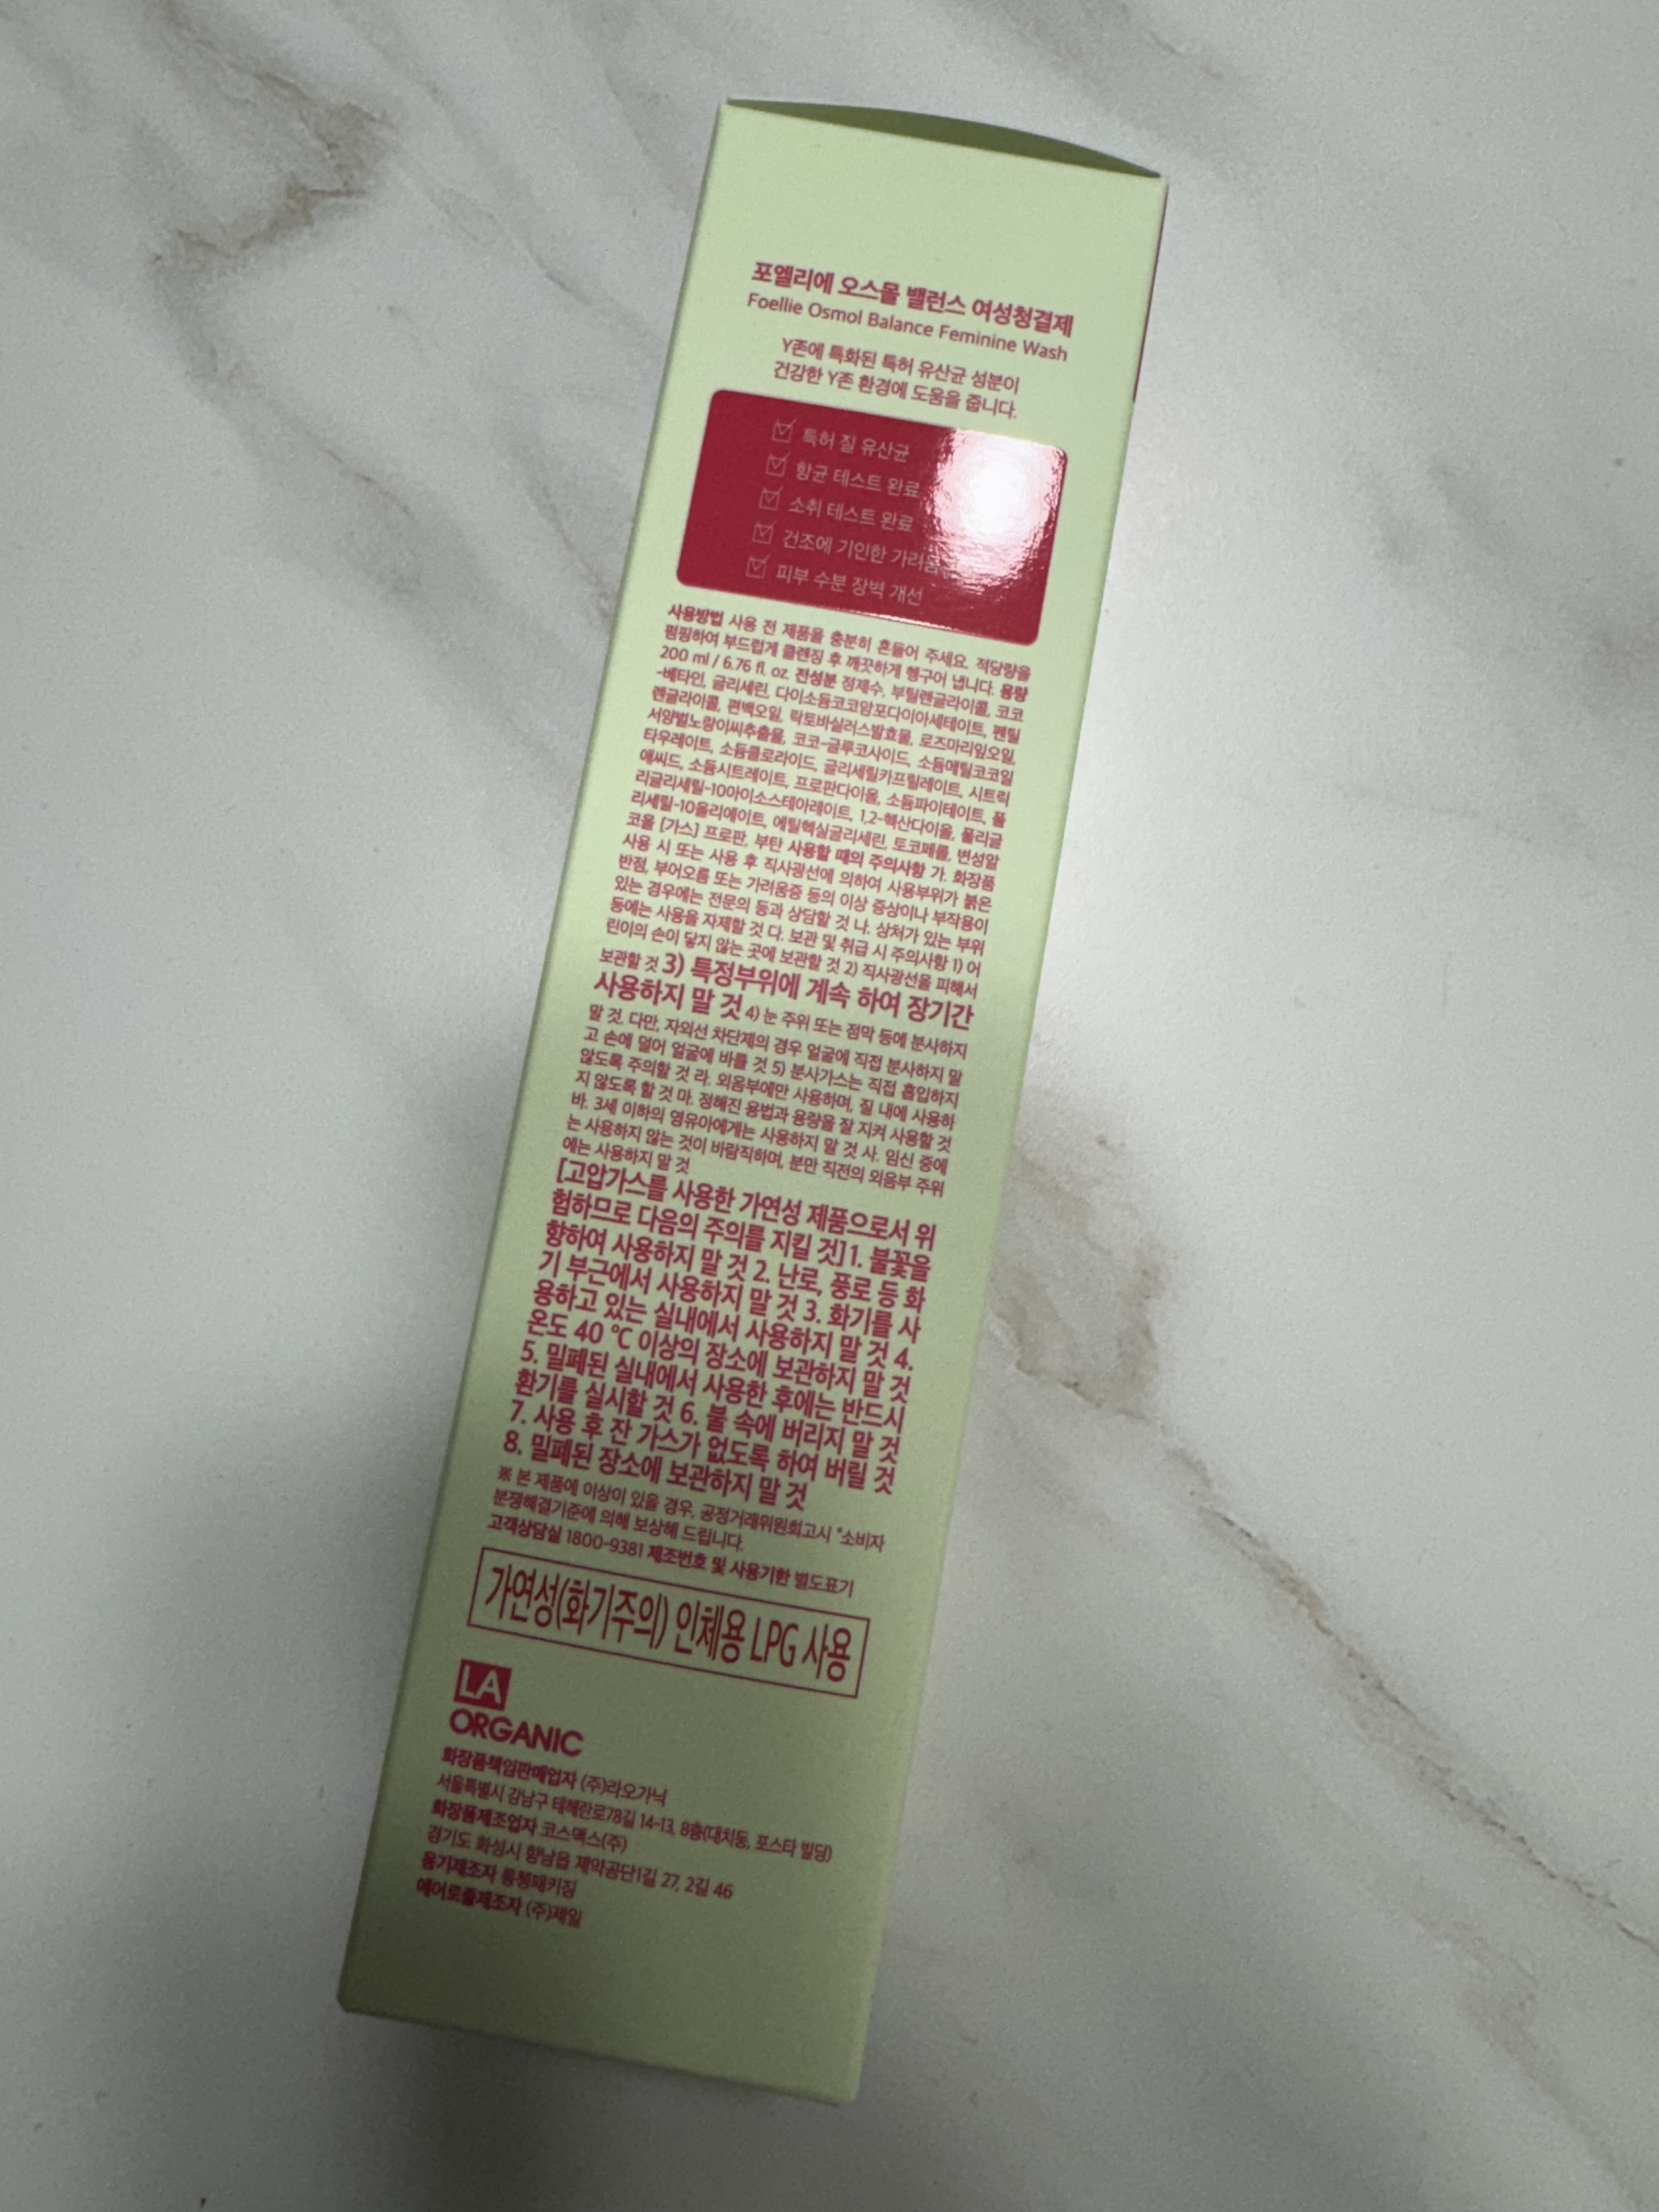 포엘리에 오스몰 밸런스 여성청결제
Foellie Osmol Balance Feminine Wash
Y존에 특화된 특허 유산균 성분이
건강한 Y존 환경에 도움을 줍니다.
특허 질 유산균
항균 테스트 완료
소취 테스트 완료
건조에 기인한 가려움
피부 수분 장벽 개선
사용방법 사용 전 제품을 충분히 흔들어 주세요. 적당량을
펌핑하여 부드럽게 클렌징 후 깨끗하게 헹구어 냅니다. 용량
200 ml / 6.76 fl. oz. 전성분 정제수, 부틸렌글라이콜, 코코
-베타인, 글리세린, 다이소듐코코암포다이아세테이트, 펜틸
렌글라이콜, 편백오일, 락토바실러스발효물, 로즈마리잎오일,
서양벌노랑이씨추출물, 코코-글루코사이드, 소듐메틸코코일
타우레이트, 소듐클로라이드, 글리세릴카프릴레이트, 시트릭
애씨드, 소듐시트레이트, 프로판다이올, 소듐파이테이트, 폴
리글리세릴-10아이소스테아레이트, 1,2-헥산다이올, 폴리글
리세릴-10올리에이트, 에틸헥실글리세린, 토코페롤, 변성알
코올 [가스] 프로판, 부탄 사용할 때의 주의사항 가. 화장품
사용 시 또는 사용 후 직사광선에 의하여 사용부위가 붉은
반점, 부어오름 또는 가려움증 등의 이상 증상이나 부작용이
있는 경우에는 전문의 등과 상담할 것 나. 상처가 있는 부위
등에는 사용을 자제할 것 다. 보관 및 취급 시 주의사항 1) 어
린이의 손이 닿지 않는 곳에 보관할 것 2) 직사광선을 피해서
보관할 것 3) 특정부위에 계속 하여 장기간
사용하지 말 것 4) 눈 주위 또는 점막 등에 분사하지
말 것. 다만, 자외선 차단제의 경우 얼굴에 직접 분사하지 말
고 손에 덜어 얼굴에 바를 것 5) 분사가스는 직접 흡입하지
않도록 주의할 것 라. 외음부에만 사용하며, 질 내에 사용하
지 않도록 할 것 마. 정해진 용법과 용량을 잘 지켜 사용할 것
바. 3세 이하의 영유아에게는 사용하지 말 것 사. 임신 중에
는 사용하지 않는 것이 바람직하며, 분만 직전의 외음부 주위
에는 사용하지 말 것
[고압가스를 사용한 가연성 제품으로서 위
험하므로 다음의 주의를 지킬 것] 1. 불꽃을
향하여 사용하지 말 것 2. 난로, 풍로 등 화
기 부근에서 사용하지 말 것 3. 화기를 사
용하고 있는 실내에서 사용하지 말 것 4.
온도 40 ℃ 이상의 장소에 보관하지 말 것
5. 밀폐된 실내에서 사용한 후에는 반드시
환기를 실시할 것 6. 불 속에 버리지 말 것
7. 사용 후 잔 가스가 없도록 하여 버릴 것
8. 밀폐된 장소에 보관하지 말 것
※ 본 제품에 이상이 있을 경우, 공정거래위원회고시 "소비자
분쟁해결기준에 의해 보상해 드립니다.
고객상담실 1800-9381 제조번호 및 사용기한 별도표기
가연성(화기주의) 인체용 LPG 사용
LA
ORGANIC
화장품책임판매업자 (주)라오가닉
서울특별시 강남구 테헤란로78길 14-13, 8층(대치동, 포스타 빌딩)
화장품제조업자 코스맥스(주)
경기도 화성시 향남읍 제약공단1길 27, 2길 46
용기제조자 통쳉패키징
에어로졸제조자 (주)제일